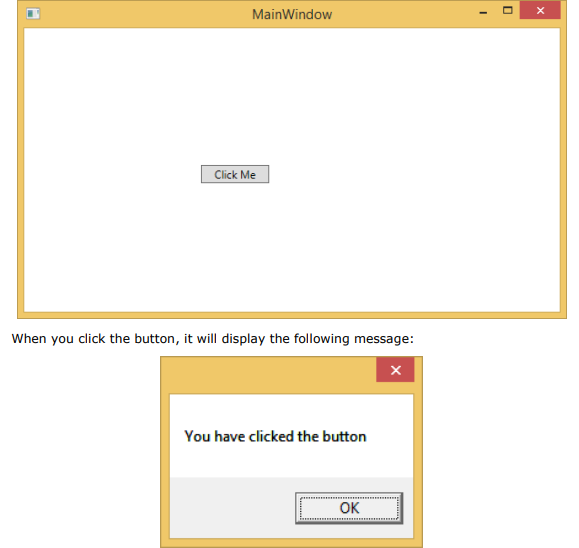 MainWindow
Click Me
When you click the button, it will display the following message:
You have clicked the button
OK